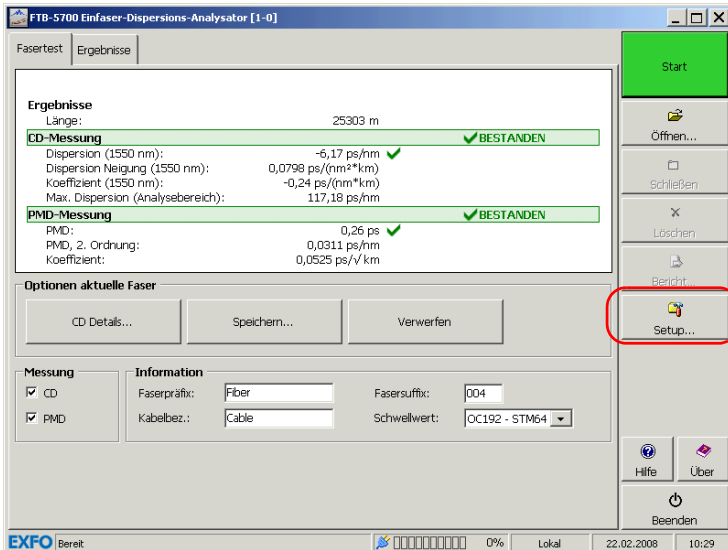 FTB-5700 Einfaser-Dispersions-Analysator [1-0]
Fasertest Ergebnisse
Ergebnisse
Länge: 25303 m
CD-Messung BESTANDEN
Dispersion (1550 nm): -6,17 ps/nm
Dispersion Neigung (1550 nm): 0,0798 ps/(nm²*km)
Koeffizient (1550 nm): -0,24 ps/(nm*km)
Max. Dispersion (Analysebereich): 117,18 ps/nm
PMD-Messung BESTANDEN
PMD: 0,26 ps
PMD, 2. Ordnung: 0,0311 ps/nm
Koeffizient: 0,0525 ps/√km
Optionen aktuelle Faser
CD Details... Speichern... Verwerfen
Messung
CD
PMD
Information
Faserpräfix: Fiber Fasersuffix: 004
Kabelbez.: Cable Schwellwert: OC192 - STM64
Start
Öffnen...
Schließen
Löschen
Bericht...
Setup...
Hilfe Über
Beenden
EXFO Bereit 0% Lokal 22.02.2008 10:29